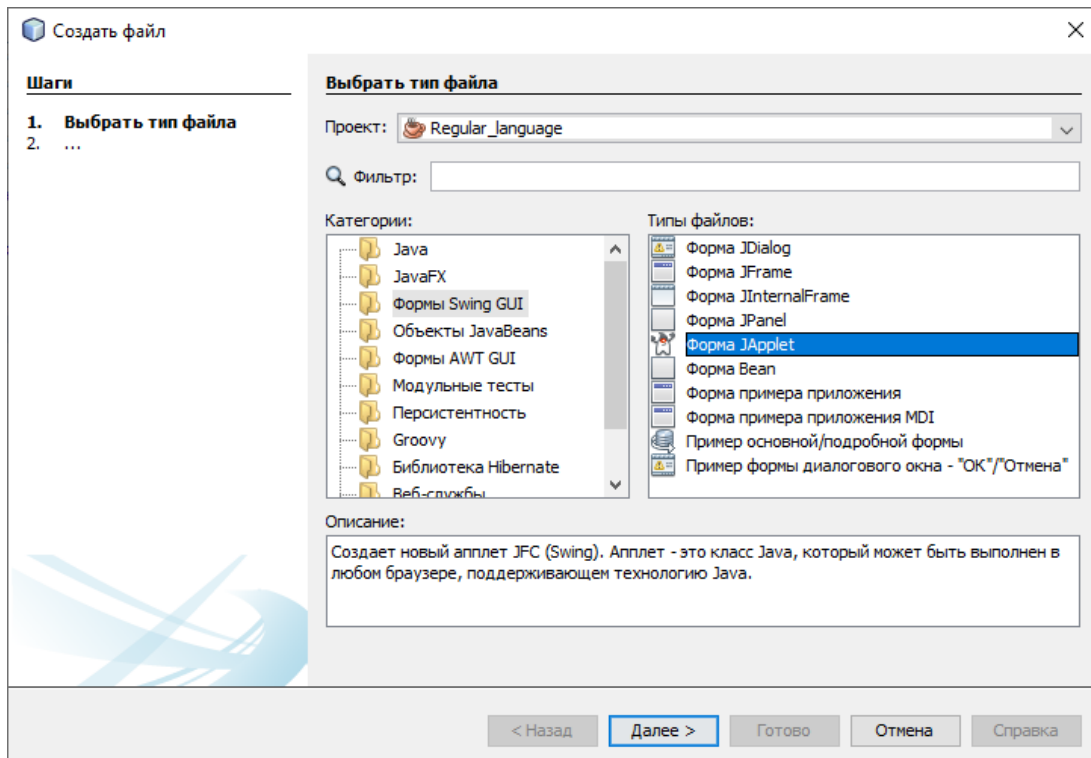 Создать файл
Шаги
1. Выбрать тип файла
2. ...
Выбрать тип файла
Проект: Regular_language
Фильтр:
Категории:
Java
JavaFX
Формы Swing GUI
Объекты JavaBeans
Формы AWT GUI
Модульные тесты
Персистентность
Groovy
Библиотека Hibernate
Веб-службы
Типы файлов:
Форма JDialog
Форма JFrame
Форма JInternalFrame
Форма JPanel
Форма JApplet
Форма Bean
Форма примера приложения
Форма примера приложения MDI
Пример основной/подробной формы
Пример формы диалогового окна - "ОК"/"Отмена"
Описание:
Создает новый апплет JFC (Swing). Апплет - это класс Java, который может быть выполнен в
любом браузере, поддерживающем технологию Java.
< Назад Далее > Готово Отмена Справка